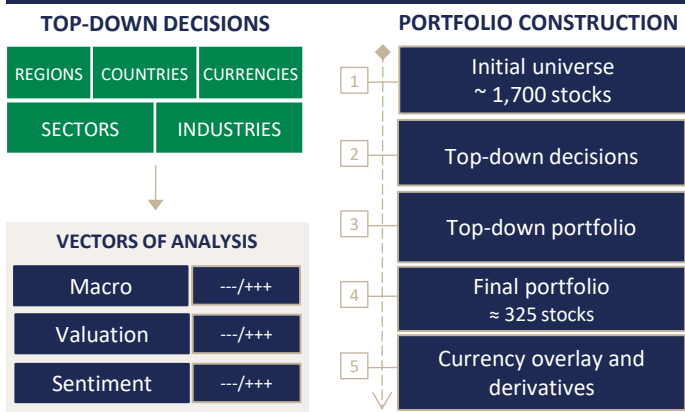 TOP-DOWN DECISIONS
REGIONS COUNTRIES CURRENCIES
SECTORS INDUSTRIES
VECTORS OF ANALYSIS
Macro ---/+++
Valuation ---/+++
Sentiment ---/+++
PORTFOLIO CONSTRUCTION
1 Initial universe
~ 1,700 stocks
2 Top-down decisions
3 Top-down portfolio
4 Final portfolio
≈ 325 stocks
5 Currency overlay and
derivatives